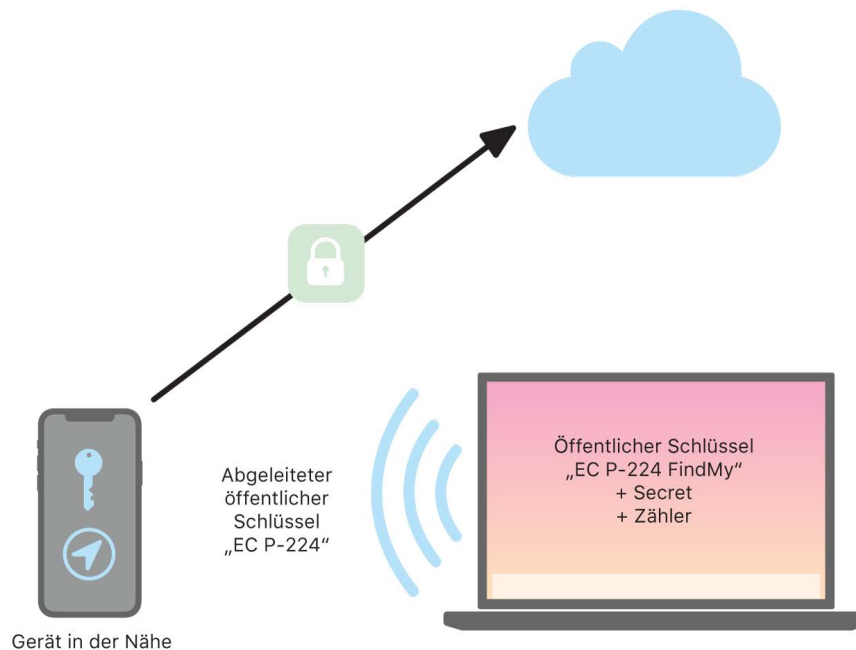 Abgeleiteter
öffentlicher
Schlüssel
„EC P-224“
Öffentlicher Schlüssel
„EC P-224 FindMy“
+ Secret
+ Zähler
Gerät in der Nähe